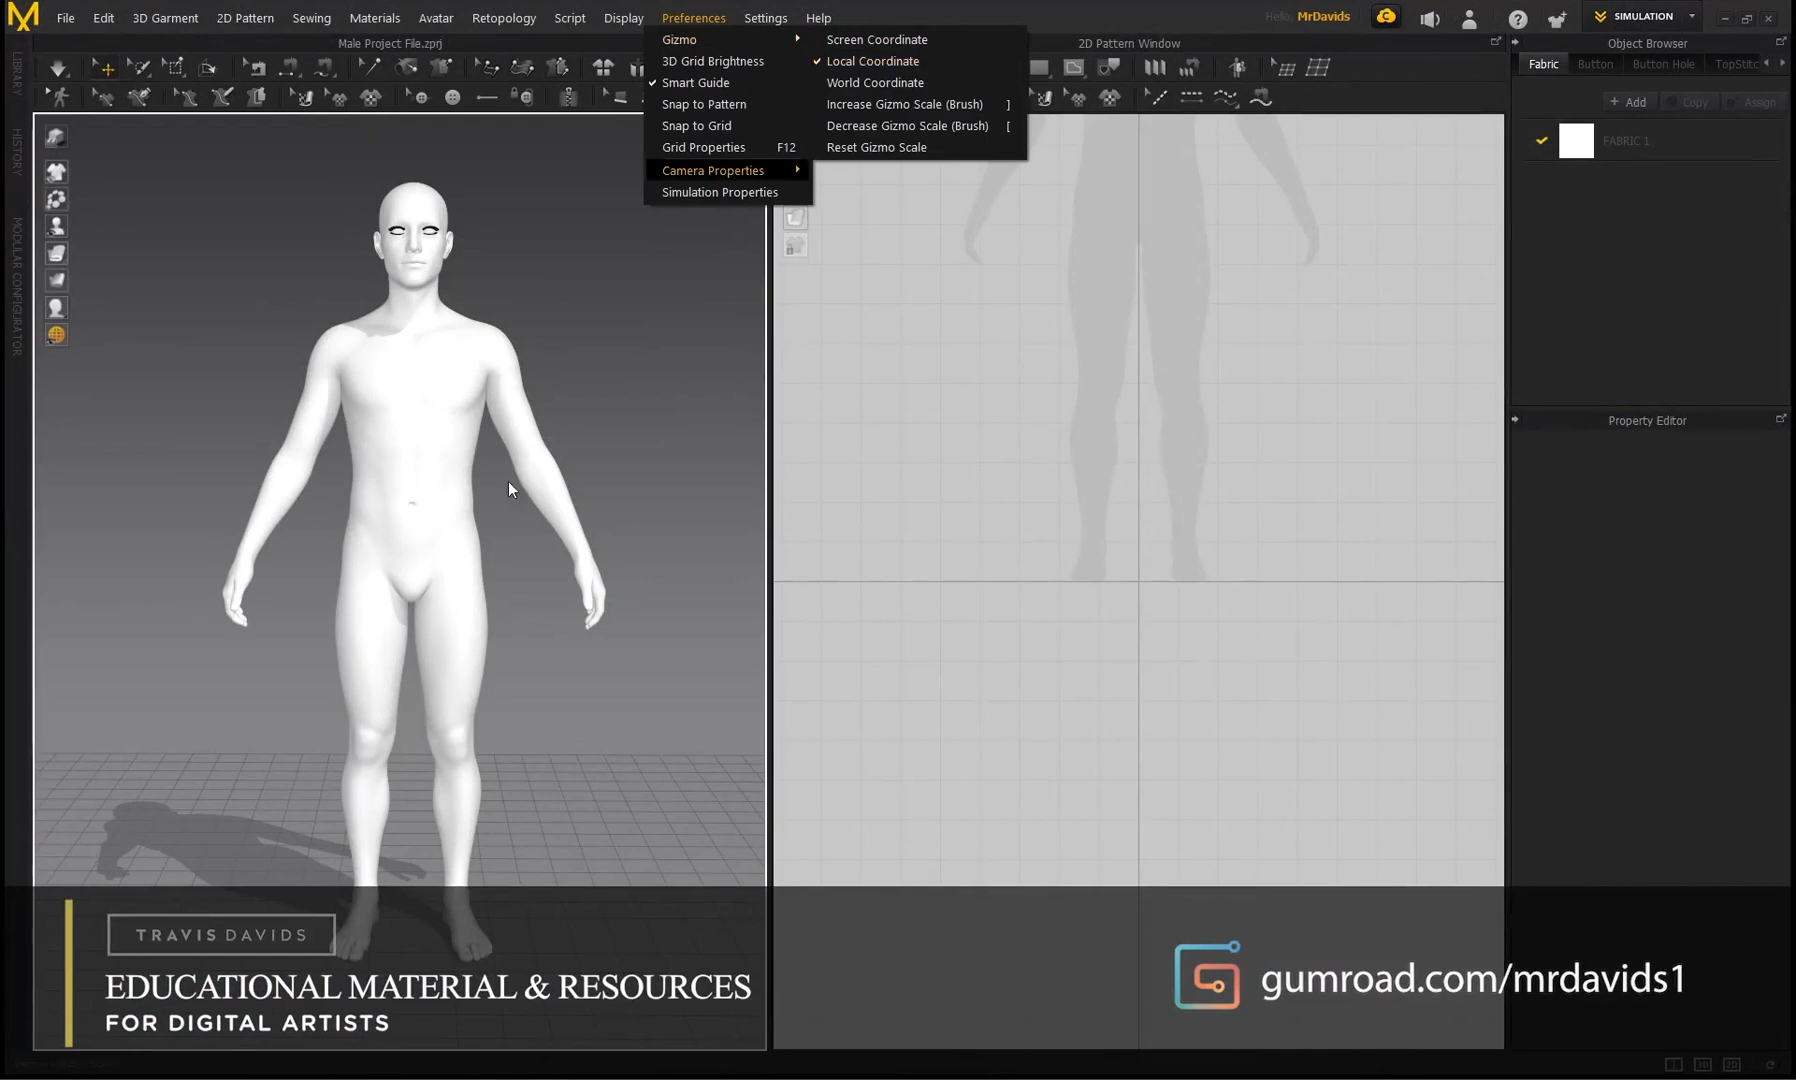 File Edit 3D Garment 2D Pattern Sewing Materials Avatar Retopology Script Display Preferences Settings Help
Hello, MrDavids
SIMULATION
Male Project File.zprj
2D Pattern Window
Object Browser
Gizmo
3D Grid Brightness
Smart Guide
Snap to Pattern
Snap to Grid
Grid Properties F12
Camera Properties
Simulation Properties
Screen Coordinate
Local Coordinate
World Coordinate
Increase Gizmo Scale (Brush) ]
Decrease Gizmo Scale (Brush) [
Reset Gizmo Scale
Fabric Button Button Hole TopStitc
+ Add Copy Assign
FABRIC 1
Property Editor
LIBRARY
HISTORY
MODULAR CONFIGURATOR
TRAVIS DAVIDS
EDUCATIONAL MATERIAL & RESOURCES
FOR DIGITAL ARTISTS
gumroad.com/mrdavids1